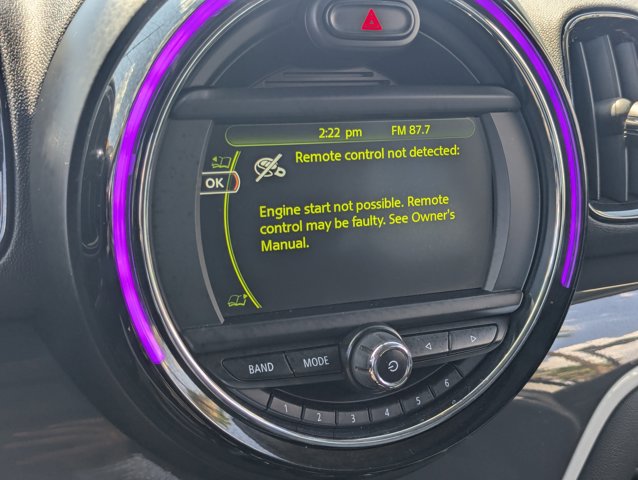 2:22 pm FM 87.7
Remote control not detected:
OK
Engine start not possible. Remote
control may be faulty. See Owner's
Manual.
BAND MODE
1 2 3 4 5 6